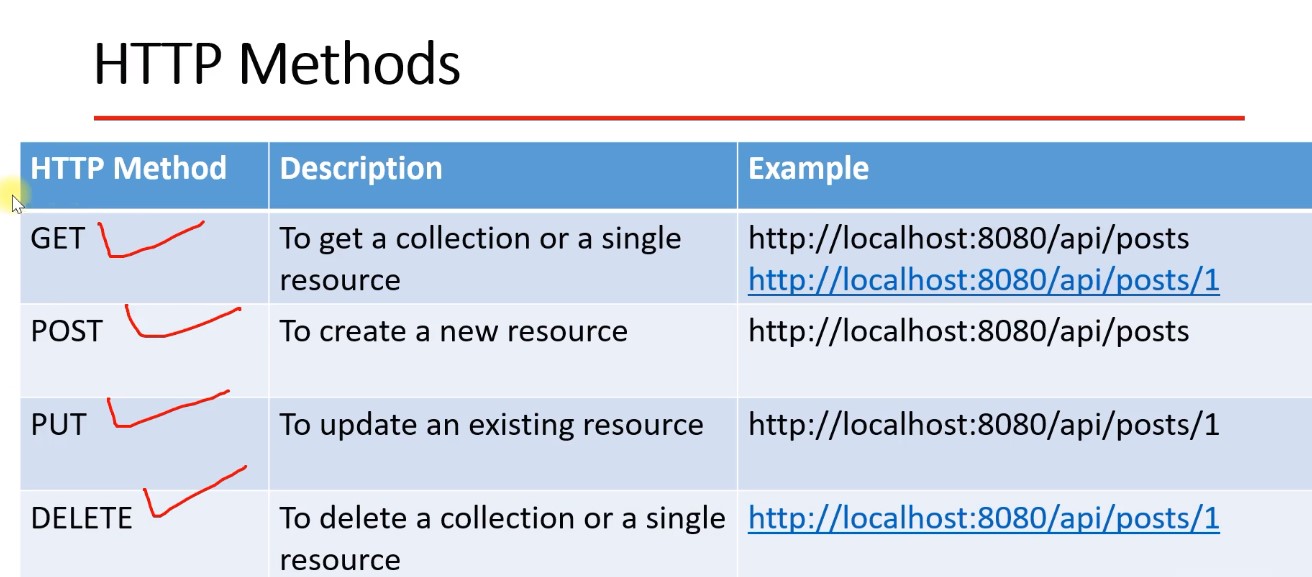 HTTP Methods
HTTP Method Description Example
GET To get a collection or a single http://localhost:8080/api/posts
resource http://localhost:8080/api/posts/1
POST To create a new resource http://localhost:8080/api/posts
PUT To update an existing resource http://localhost:8080/api/posts/1
DELETE To delete a collection or a single http://localhost:8080/api/posts/1
resource